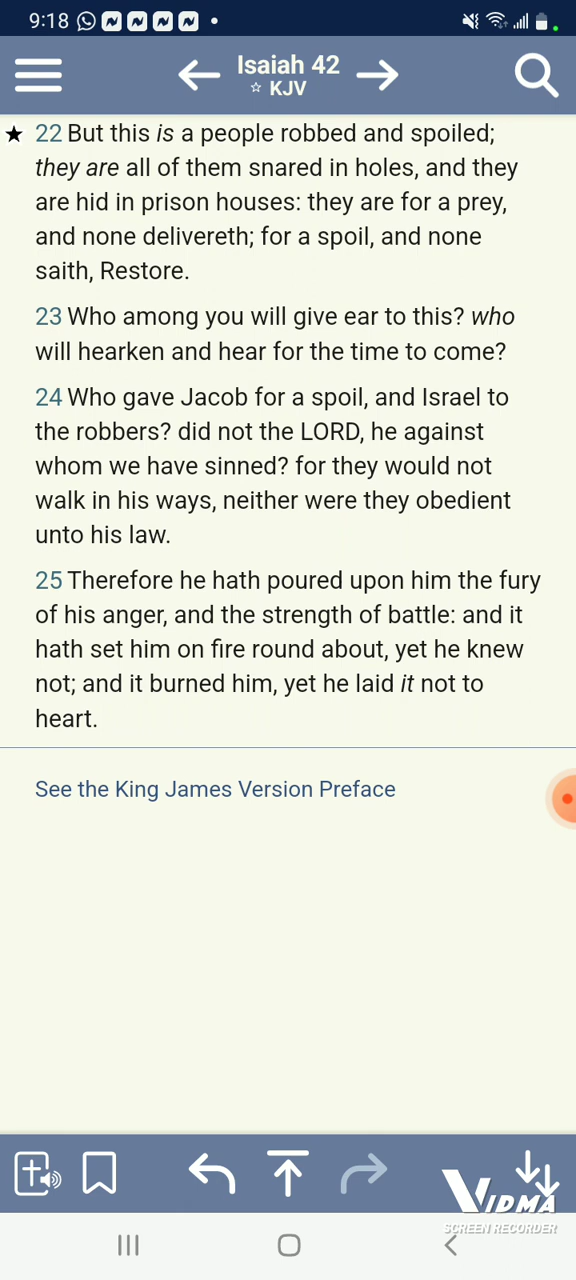 9:18
Isaiah 42
☆ KJV
★ 22 But this is a people robbed and spoiled;
they are all of them snared in holes, and they
are hid in prison houses: they are for a prey,
and none delivereth; for a spoil, and none
saith, Restore.
23 Who among you will give ear to this? who
will hearken and hear for the time to come?
24 Who gave Jacob for a spoil, and Israel to
the robbers? did not the LORD, he against
whom we have sinned? for they would not
walk in his ways, neither were they obedient
unto his law.
25 Therefore he hath poured upon him the fury
of his anger, and the strength of battle: and it
hath set him on fire round about, yet he knew
not; and it burned him, yet he laid it not to
heart.
See the King James Version Preface
VIDMA
SCREEN RECORDER